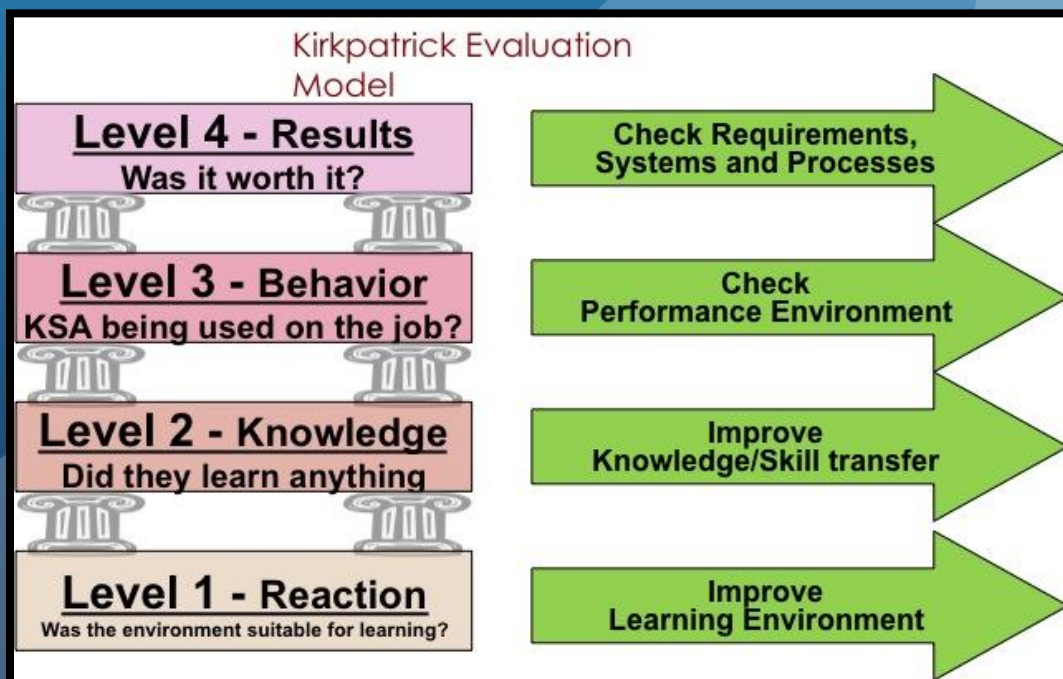 Kirkpatrick Evaluation
Model
Level 4 - Results
Was it worth it?
Check Requirements,
Systems and Processes
Level 3 - Behavior
KSA being used on the job?
Check
Performance Environment
Level 2 - Knowledge
Did they learn anything
Improve
Knowledge/Skill transfer
Level 1 - Reaction
Was the environment suitable for learning?
Improve
Learning Environment